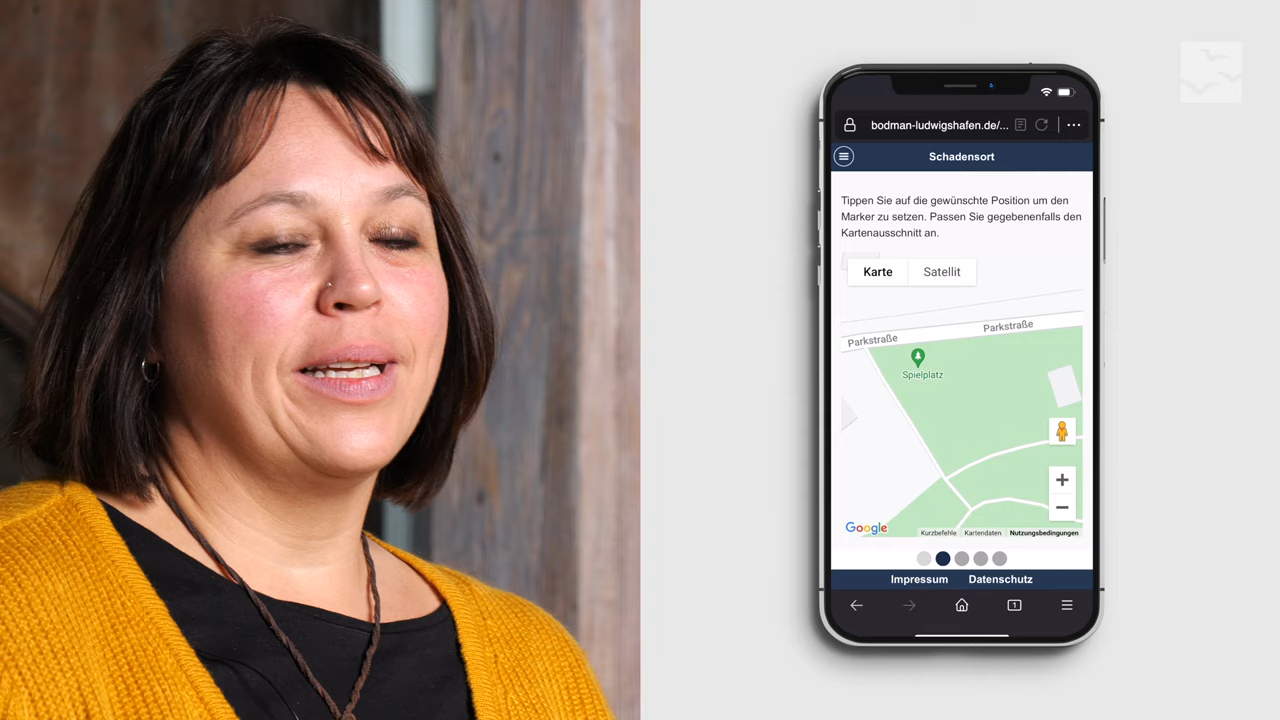 bodman-ludwigshafen.de/...
Schadensort
Tippen Sie auf die gewünschte Position um den
Marker zu setzen. Passen Sie gegebenenfalls den
Kartenausschnitt an.
Karte Satellit
Parkstraße
Parkstraße
Spielplatz
+
−
Google
Kurzbefehle Kartendaten Nutzungsbedingungen
Impressum Datenschutz
1